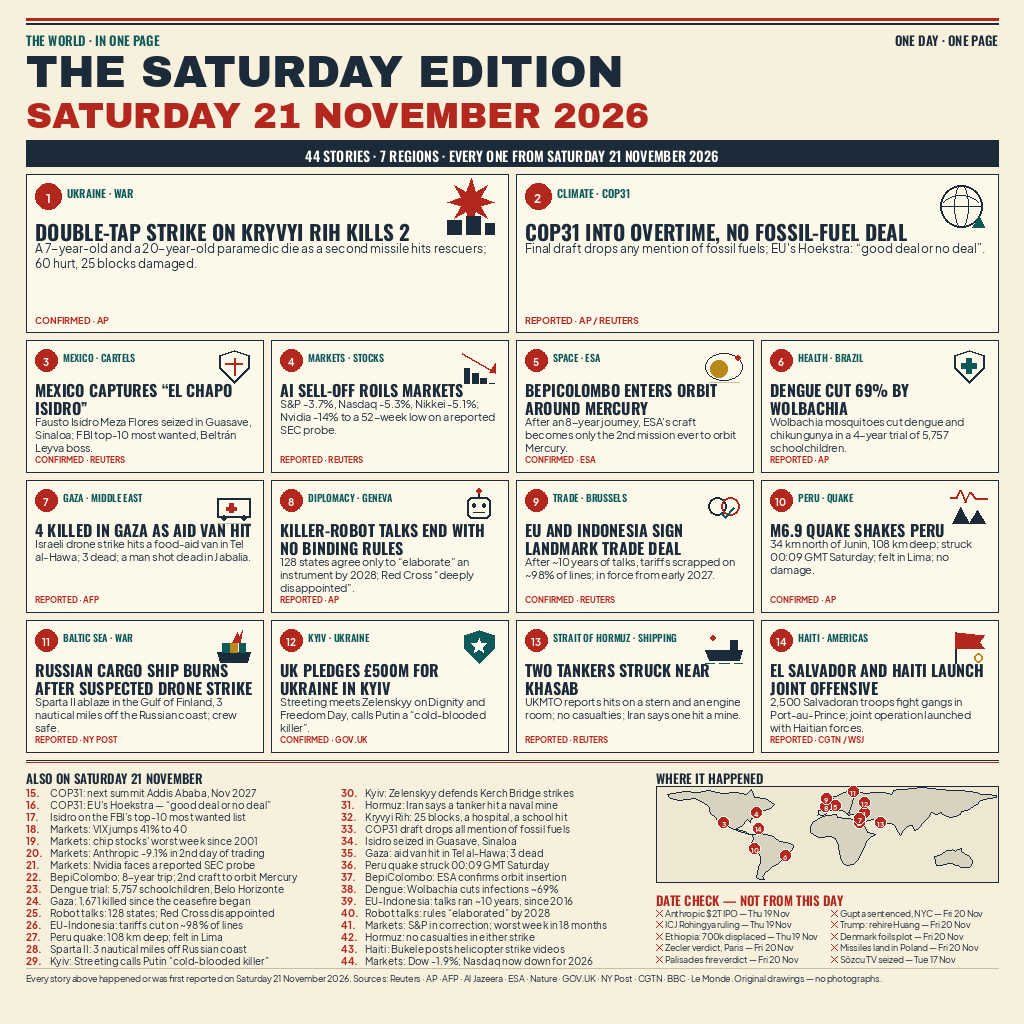 THE WORLD · IN ONE PAGE
ONE DAY · ONE PAGE
THE SATURDAY EDITION
SATURDAY 21 NOVEMBER 2026
44 STORIES · 7 REGIONS · EVERY ONE FROM SATURDAY 21 NOVEMBER 2026
1 UKRAINE · WAR
DOUBLE-TAP STRIKE ON KRYVYI RIH KILLS 2
A 7–year-old and a 20–year-old paramedic die as a second missile hits rescuers;
60 hurt, 25 blocks damaged.
CONFIRMED · AP
2 CLIMATE · COP31
COP31 INTO OVERTIME, NO FOSSIL-FUEL DEAL
Final draft drops any mention of fossil fuels; EU's Hoekstra: “good deal or no deal”.
REPORTED · AP / REUTERS
3 MEXICO · CARTELS
MEXICO CAPTURES “EL CHAPO
ISIDRO”
Fausto Isidro Meza Flores seized in Guasave,
Sinaloa; FBI top-10 most wanted, Beltrán
Leyva boss.
CONFIRMED · REUTERS
4 MARKETS · STOCKS
AI SELL-OFF ROILS MARKETS
S&P -3.7%, Nasdaq -5.3%, Nikkei -5.1%;
Nvidia -14% to a 52-week low on a reported
SEC probe.
REPORTED · REUTERS
5 SPACE · ESA
BEPICOLOMBO ENTERS ORBIT
AROUND MERCURY
After an 8–year journey, ESA's craft
becomes only the 2nd mission ever to orbit
Mercury.
CONFIRMED · ESA
6 HEALTH · BRAZIL
DENGUE CUT 69% BY
WOLBACHIA
Wolbachia mosquitoes cut dengue and
chikungunya in a 4–year trial of 5,757
schoolchildren.
REPORTED · AP
7 GAZA · MIDDLE EAST
4 KILLED IN GAZA AS AID VAN HIT
Israeli drone strike hits a food-aid van in Tel
al-Hawa; 3 dead; a man shot dead in Jabalia.
REPORTED · AFP
8 DIPLOMACY · GENEVA
KILLER-ROBOT TALKS END WITH
NO BINDING RULES
128 states agree only to “elaborate” an
instrument by 2028; Red Cross “deeply
disappointed”.
REPORTED · AP
9 TRADE · BRUSSELS
EU AND INDONESIA SIGN
LANDMARK TRADE DEAL
After ~10 years of talks, tariffs scrapped on
~98% of lines; in force from early 2027.
CONFIRMED · REUTERS
10 PERU · QUAKE
M6.9 QUAKE SHAKES PERU
34 km north of Junin, 108 km deep; struck
00:09 GMT Saturday; felt in Lima; no
damage.
CONFIRMED · AP
11 BALTIC SEA · WAR
RUSSIAN CARGO SHIP BURNS
AFTER SUSPECTED DRONE STRIKE
Sparta II ablaze in the Gulf of Finland, 3
nautical miles off the Russian coast; crew
safe.
REPORTED · NY POST
12 KYIV · UKRAINE
UK PLEDGES £500M FOR
UKRAINE IN KYIV
Streeting meets Zelenskyy on Dignity and
Freedom Day, calls Putin a “cold-blooded
killer”.
CONFIRMED · GOV.UK
13 STRAIT OF HORMUZ · SHIPPING
TWO TANKERS STRUCK NEAR
KHASAB
UKMTO reports hits on a stern and an engine
room; no casualties; Iran says one hit a mine.
REPORTED · REUTERS
14 HAITI · AMERICAS
EL SALVADOR AND HAITI LAUNCH
JOINT OFFENSIVE
2,500 Salvadoran troops fight gangs in
Port-au-Prince; joint operation launched
with Haitian forces.
REPORTED · CGTN / WSJ
ALSO ON SATURDAY 21 NOVEMBER
15. COP31: next summit Addis Ababa, Nov 2027
16. COP31: EU's Hoekstra — “good deal or no deal”
17. Isidro on the FBI's top-10 most wanted list
18. Markets: VIX jumps 41% to 40
19. Markets: chip stocks' worst week since 2001
20. Markets: Anthropic -9.1% in 2nd day of trading
21. Markets: Nvidia faces a reported SEC probe
22. BepiColombo: 8-year trip; 2nd craft to orbit Mercury
23. Dengue trial: 5,757 schoolchildren, Belo Horizonte
24. Gaza: 1,671 killed since the ceasefire began
25. Robot talks: 128 states; Red Cross disappointed
26. EU-Indonesia: tariffs cut on ~98% of lines
27. Peru quake: 108 km deep; felt in Lima
28. Sparta II: 3 nautical miles off Russian coast
29. Kyiv: Streeting calls Putin “cold-blooded killer”
30. Kyiv: Zelenskyy defends Kerch Bridge strikes
31. Hormuz: Iran says a tanker hit a naval mine
32. Kryvyi Rih: 25 blocks, a hospital, a school hit
33. COP31 draft drops all mention of fossil fuels
34. Isidro seized in Guasave, Sinaloa
35. Gaza: aid van hit in Tel al-Hawa; 3 dead
36. Peru quake struck 00:09 GMT Saturday
37. BepiColombo: ESA confirms orbit insertion
38. Dengue: Wolbachia cuts infections ~69%
39. EU-Indonesia: talks ran ~10 years, since 2016
40. Robot talks: rules “elaborated” by 2028
41. Markets: S&P in correction; worst week in 18 months
42. Hormuz: no casualties in either strike
43. Haiti: Bukele posts helicopter strike videos
44. Markets: Dow -1.9%; Nasdaq now down for 2026
WHERE IT HAPPENED
DATE CHECK — NOT FROM THIS DAY
Anthropic $2T IPO — Thu 19 Nov
ICJ Rohingya ruling — Thu 19 Nov
Ethiopia: 700k displaced — Thu 19 Nov
Zecler verdict, Paris — Fri 20 Nov
Palisades fire verdict — Fri 20 Nov
Gupta sentenced, NYC — Fri 20 Nov
Trump: rehire Huang — Fri 20 Nov
Denmark foils plot — Fri 20 Nov
Missiles land in Poland — Fri 20 Nov
Sözcu TV seized — Tue 17 Nov
Every story above happened or was first reported on Saturday 21 November 2026. Sources: Reuters · AP · AFP · Al Jazeera · ESA · Nature · GOV.UK · NY Post · CGTN · BBC · Le Monde. Original drawings — no photographs.